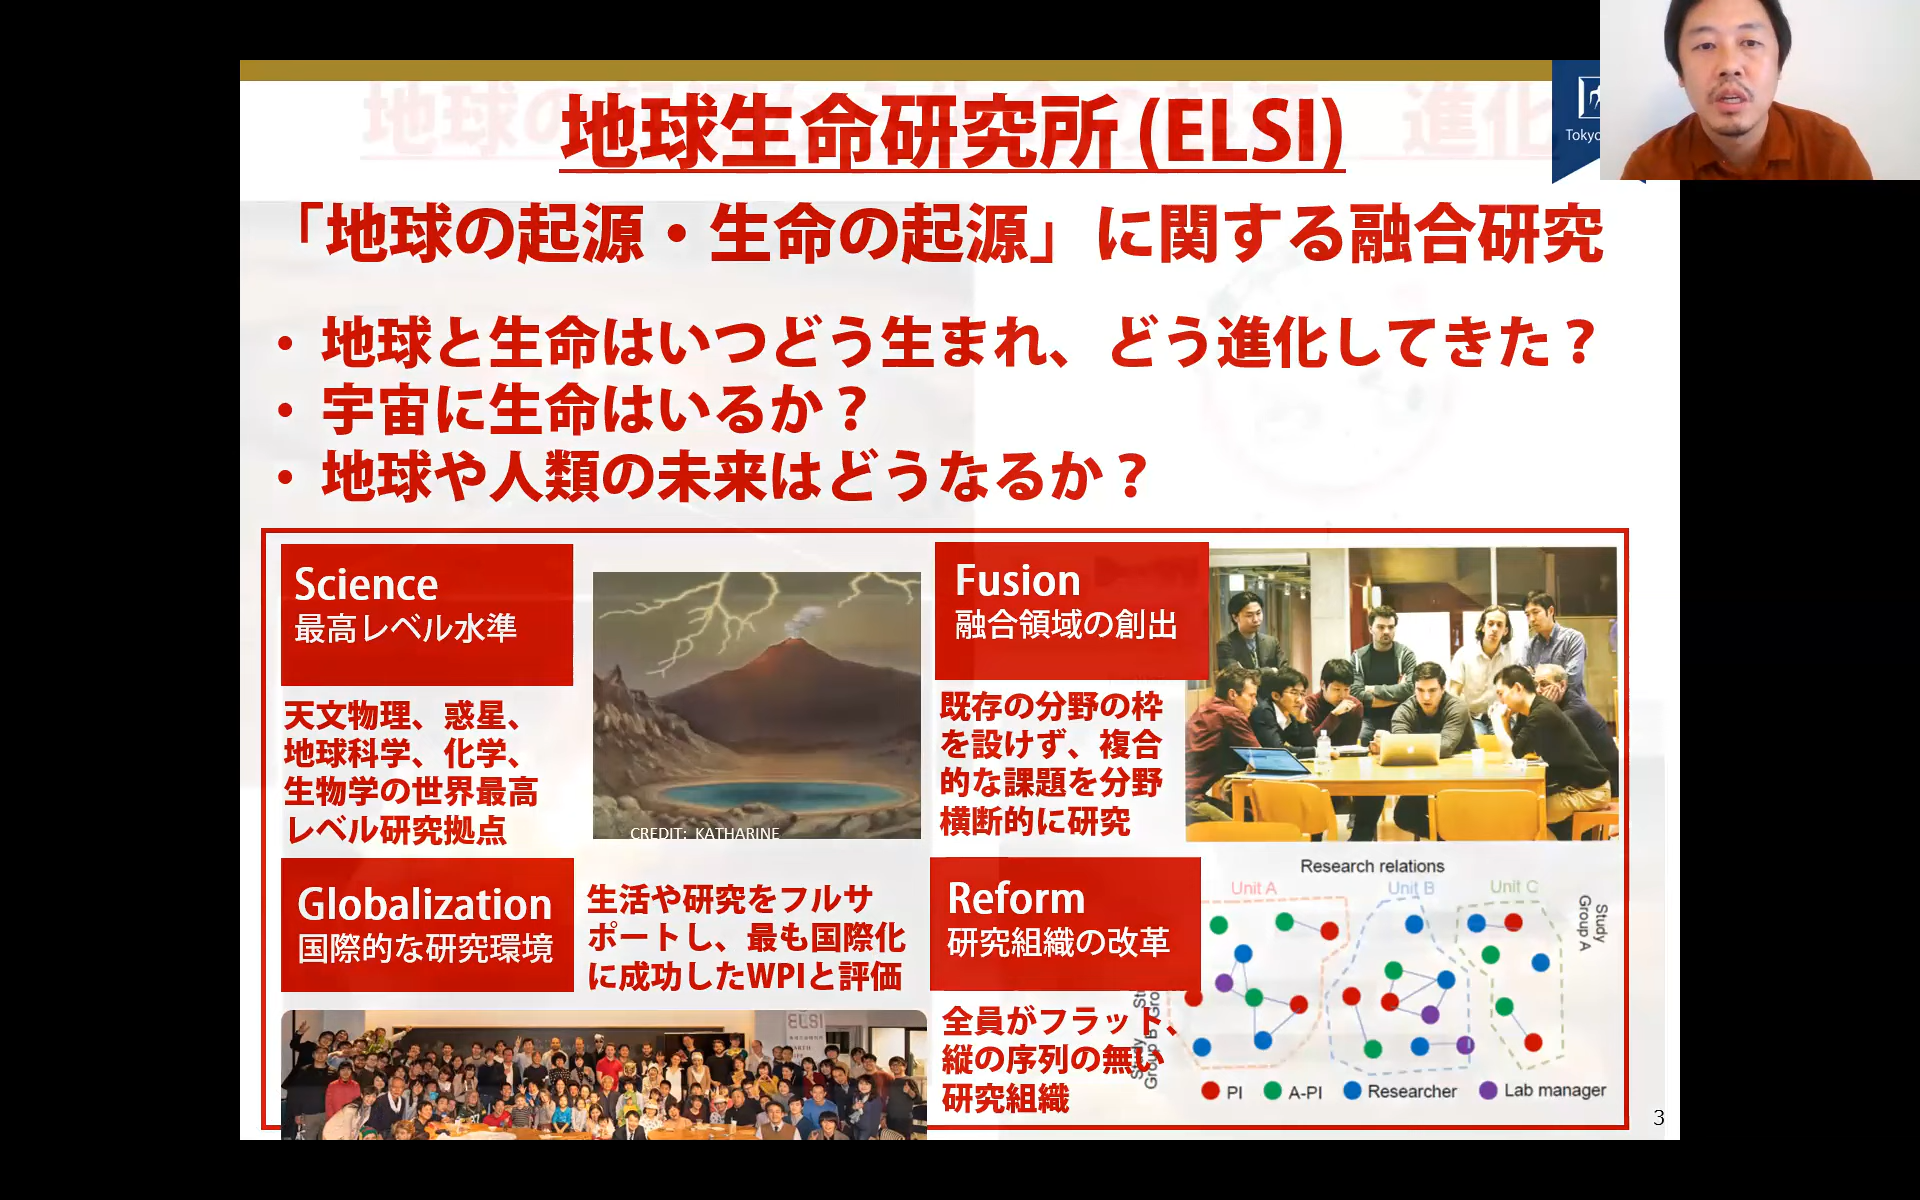 地球生命研究所 (ELSI)
Tokyo
「地球の起源・生命の起源」に関する融合研究
• 地球と生命はいつどう生まれ、どう進化してきた？
• 宇宙に生命はいるか？
• 地球や人類の未来はどうなるか？
Science
最高レベル水準
天文物理、惑星、
地球科学、化学、
生物学の世界最高
レベル研究拠点
CREDIT: KATHARINE
Fusion
融合領域の創出
既存の分野の枠
を設けず、複合
的な課題を分野
横断的に研究
Globalization
国際的な研究環境
生活や研究をフルサ
ポートし、最も国際化
に成功したWPIと評価
ELSI
Reform
研究組織の改革
全員がフラット、
縦の序列の無い
研究組織
Research relations
Unit A
Unit B
Unit C
Study
Group A
Group B
PI
A-PI
Researcher
Lab manager
3